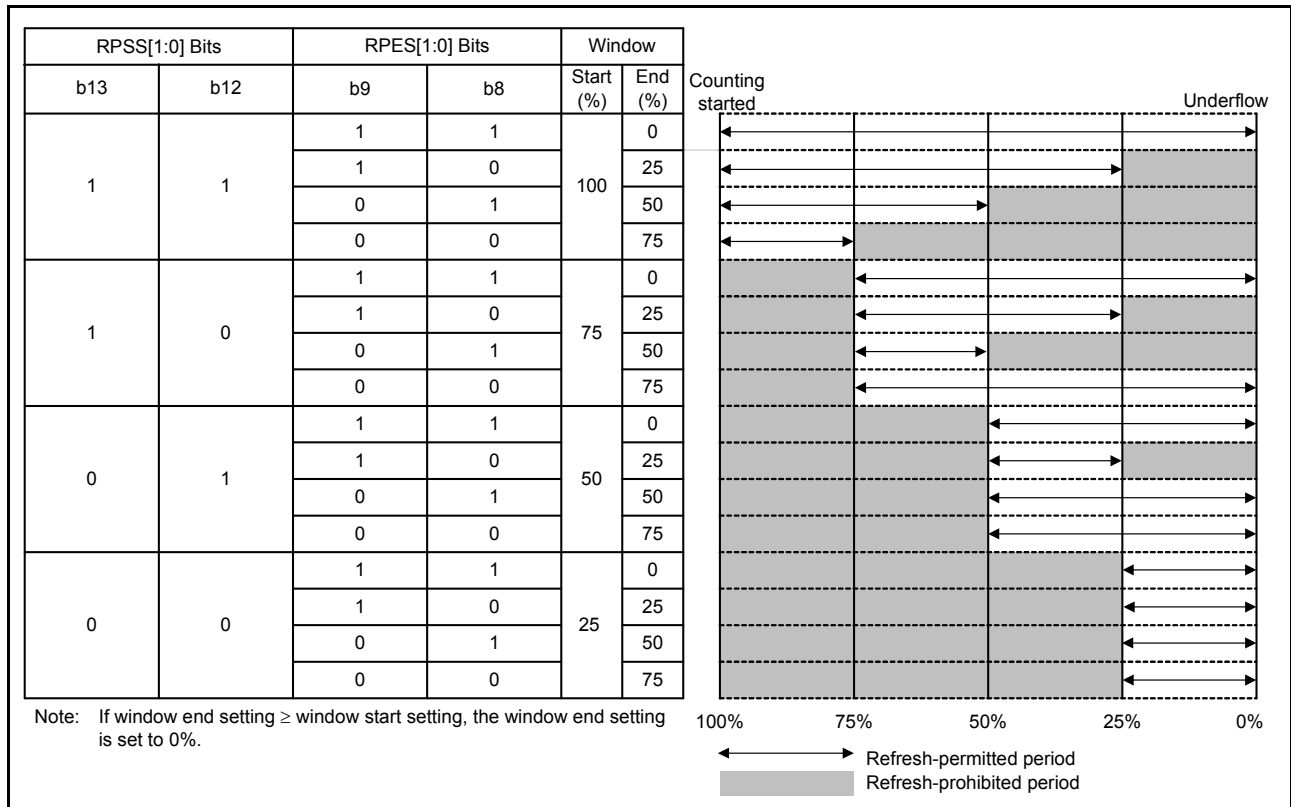 RPSS[1:0] Bits RPES[1:0] Bits Window
b13 b12 b9 b8 Start (%) End (%) Counting started Underflow
1 1 1 1 100 0
1 0 25
0 1 50
0 0 75
1 0 1 1 75 0
1 0 25
0 1 50
0 0 75
0 1 1 1 50 0
1 0 25
0 1 50
0 0 75
0 0 1 1 25 0
1 0 25
0 1 50
0 0 75
Note: If window end setting ≥ window start setting, the window end setting
is set to 0%.
100% 75% 50% 25% 0%
Refresh-permitted period
Refresh-prohibited period